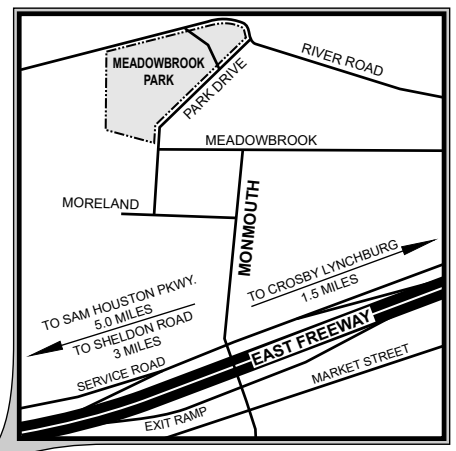 RIVER ROAD
MEADOWBROOK
PARK
PARK DRIVE
MEADOWBROOK
MORELAND
MONMOUTH
TO CROSBY LYNCHBURG
1.5 MILES
TO SAM HOUSTON PKWY.
5.0 MILES
TO SHELDON ROAD
3 MILES
EAST FREEWAY
SERVICE ROAD
MARKET STREET
EXIT RAMP